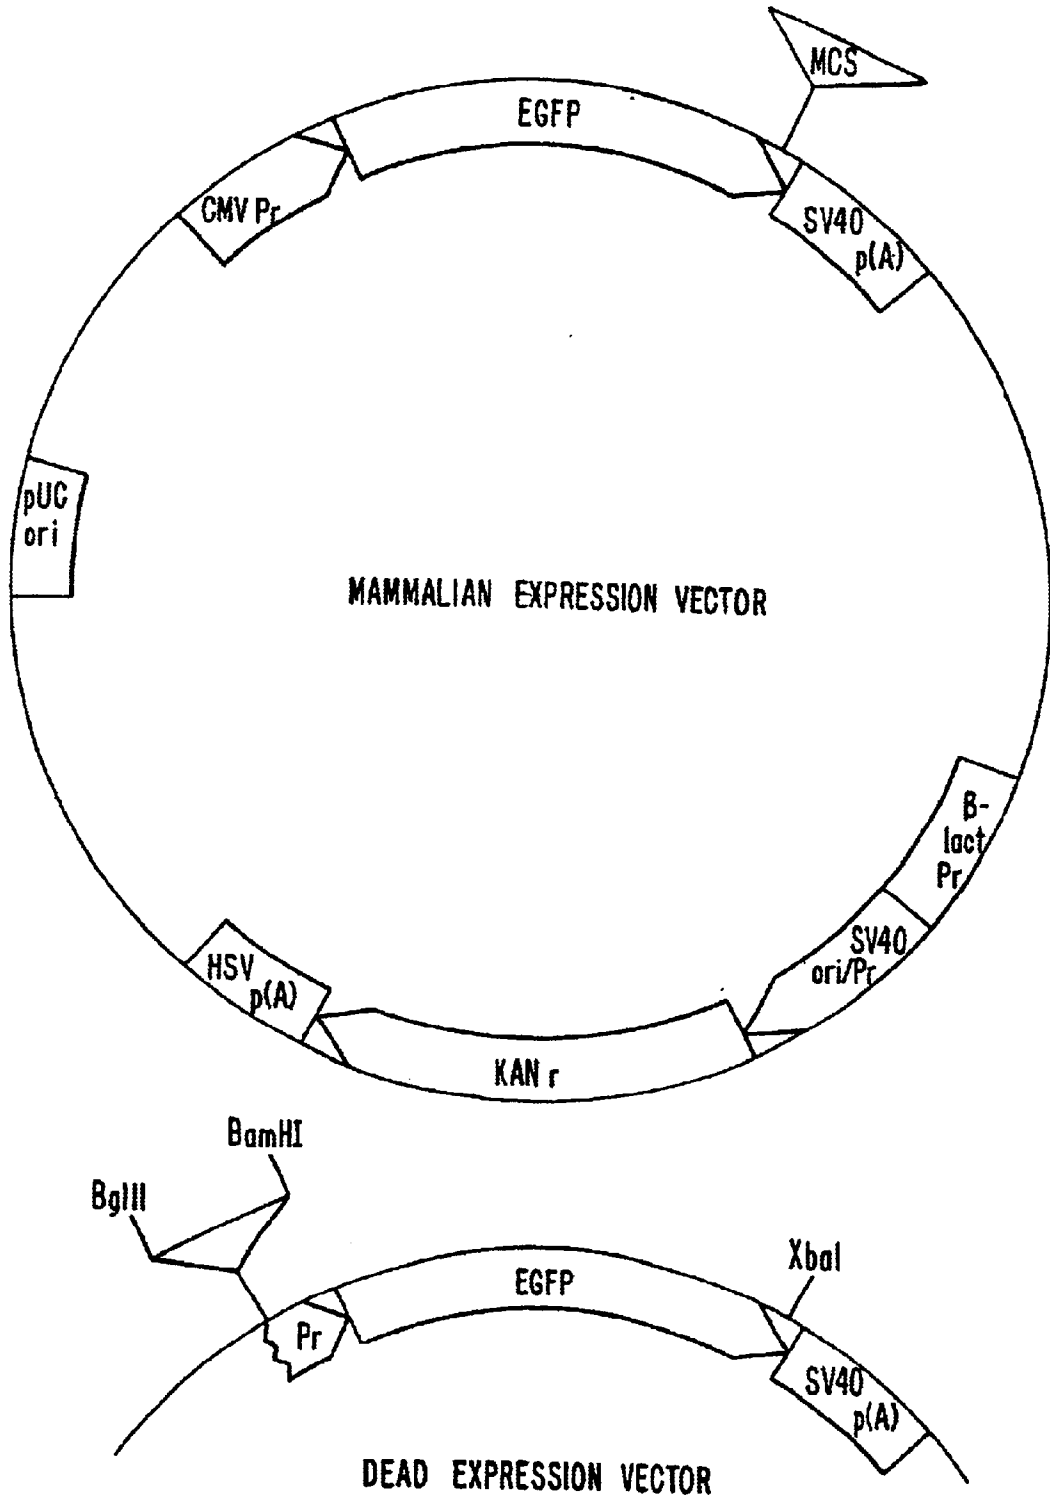 MCS
EGFP
CMV Pr
SV40
p(A)
pUC
ori
MAMMALIAN EXPRESSION VECTOR
β-
lact
Pr
SV40
ori/Pr
HSV
p(A)
KAN r
BamHI
BglII
XbaI
EGFP
Pr
SV40
p(A)
DEAD EXPRESSION VECTOR